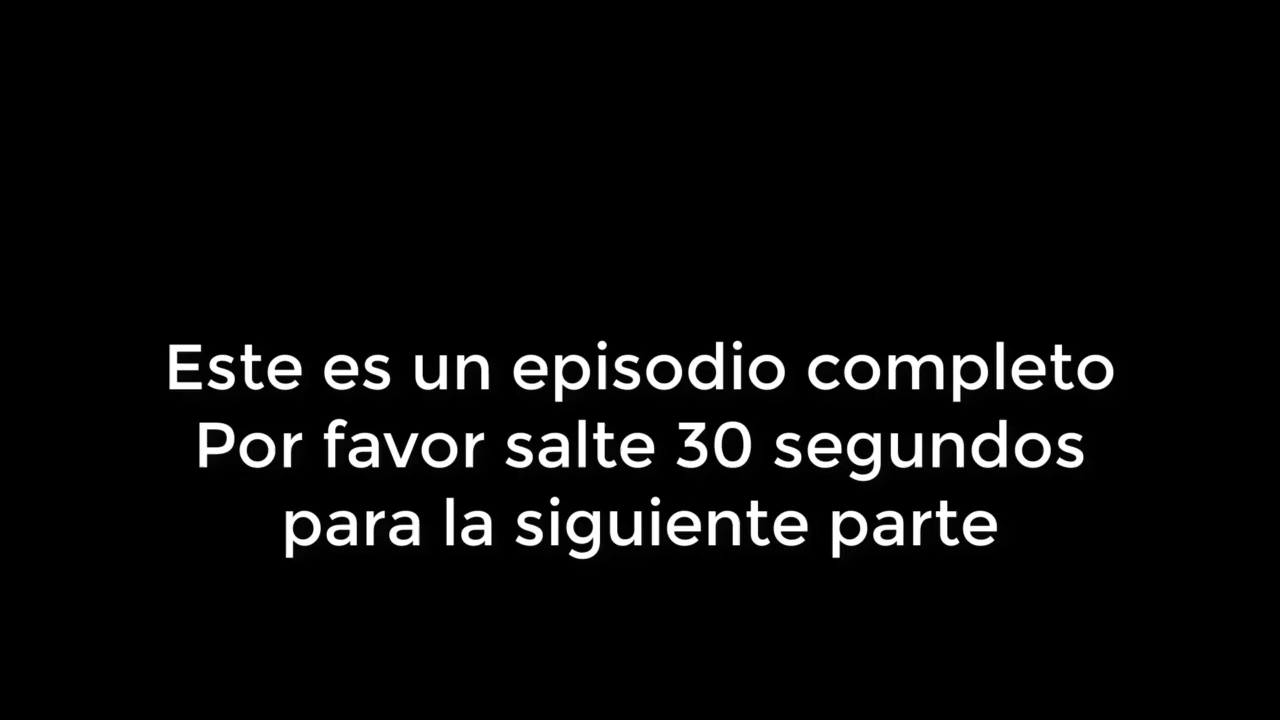 Este es un episodio completo
Por favor salte 30 segundos
para la siguiente parte